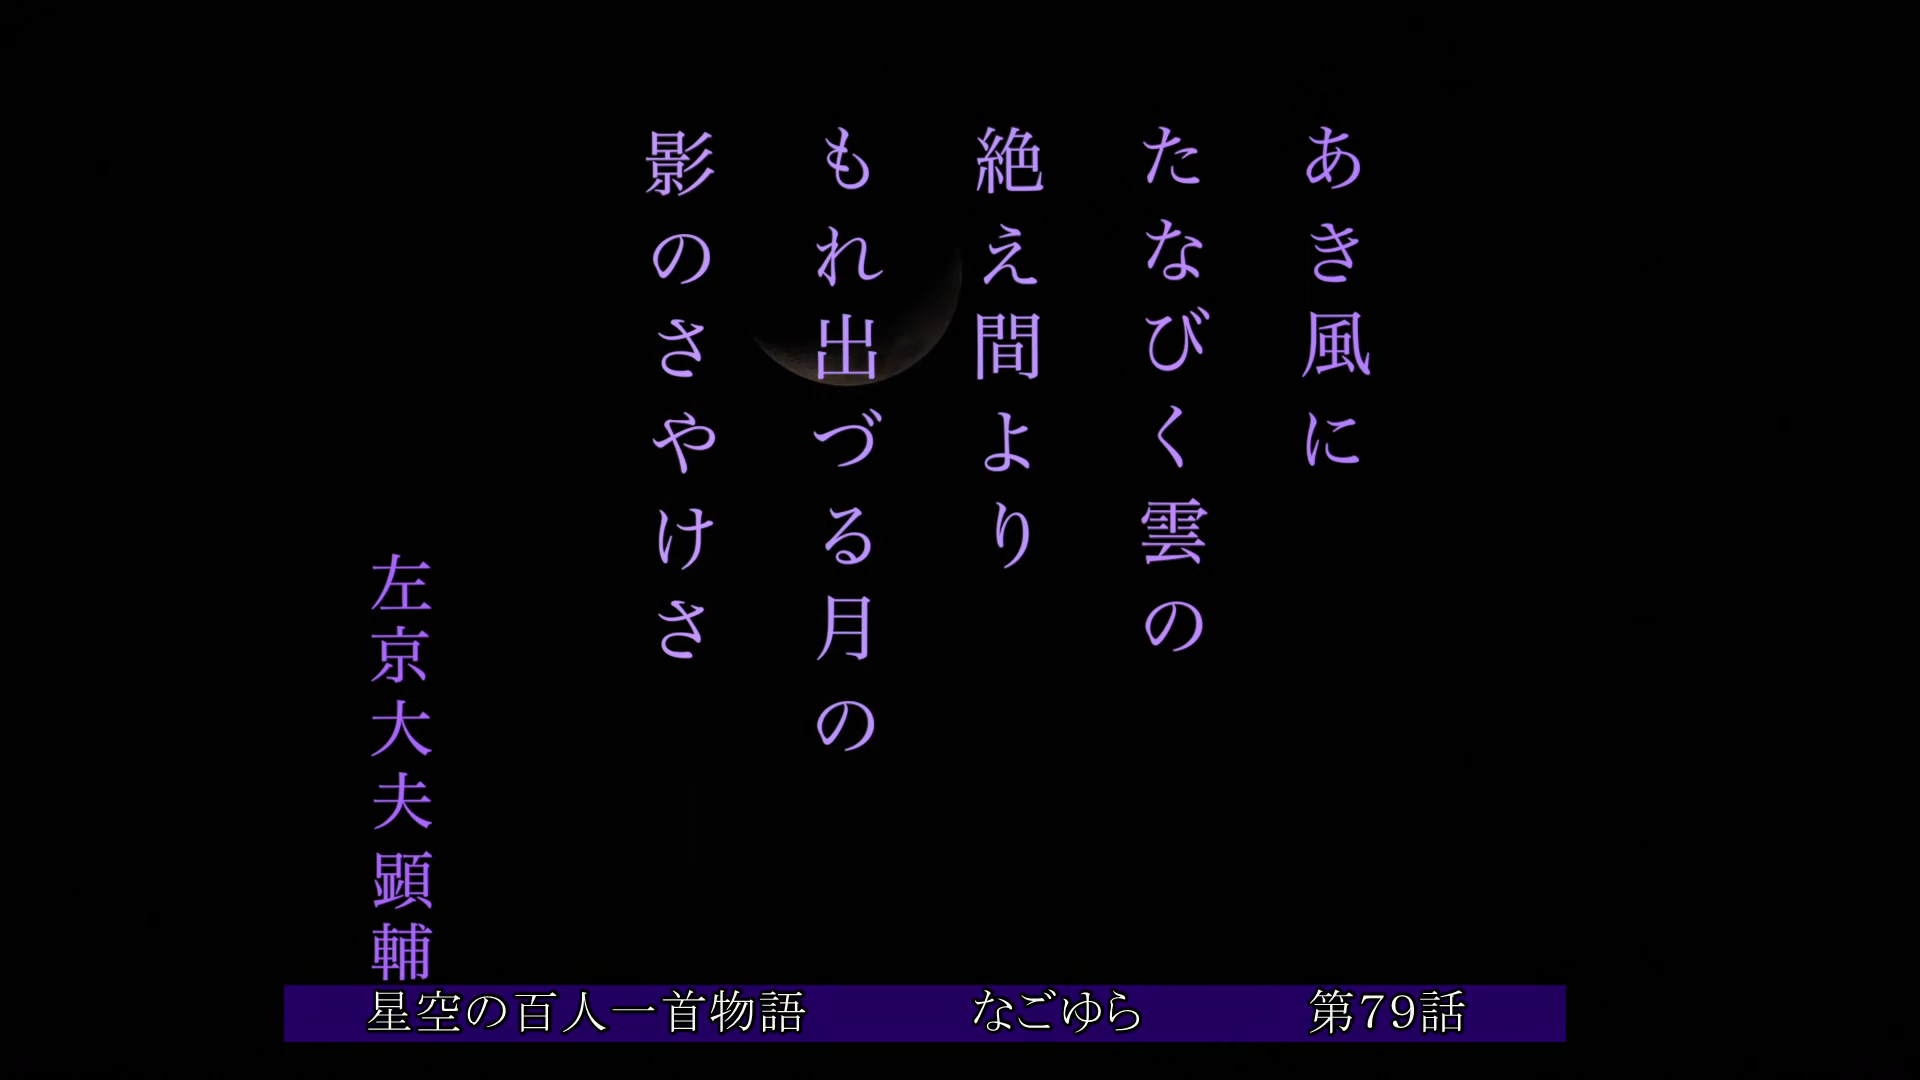 あき風に
たなびく雲の
絶え間より
もれ出づる月の
影のさやけさ
左京大夫顕輔
星空の百人一首物語　なごゆら　第79話